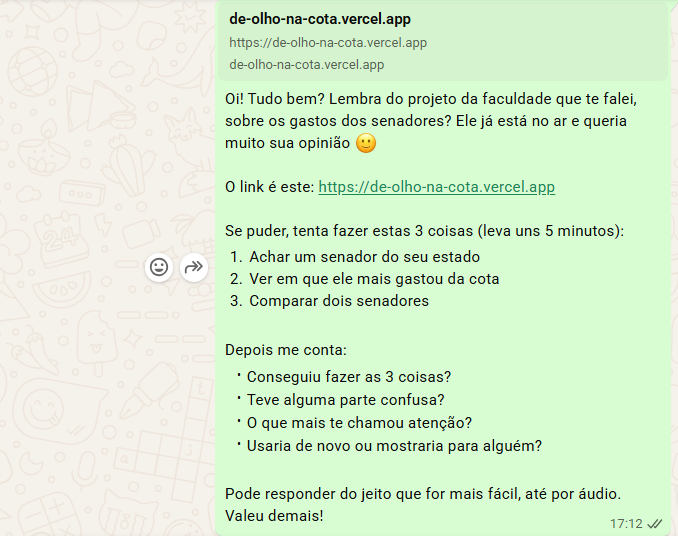 de-olho-na-cota.vercel.app
https://de-olho-na-cota.vercel.app
de-olho-na-cota.vercel.app
Oi! Tudo bem? Lembra do projeto da faculdade que te falei,
sobre os gastos dos senadores? Ele já está no ar e queria
muito sua opinião 🙂
O link é este: https://de-olho-na-cota.vercel.app
Se puder, tenta fazer estas 3 coisas (leva uns 5 minutos):
1. Achar um senador do seu estado
2. Ver em que ele mais gastou da cota
3. Comparar dois senadores
Depois me conta:
• Conseguiu fazer as 3 coisas?
• Teve alguma parte confusa?
• O que mais te chamou atenção?
• Usaria de novo ou mostraria para alguém?
Pode responder do jeito que for mais fácil, até por áudio.
Valeu demais!
17:12